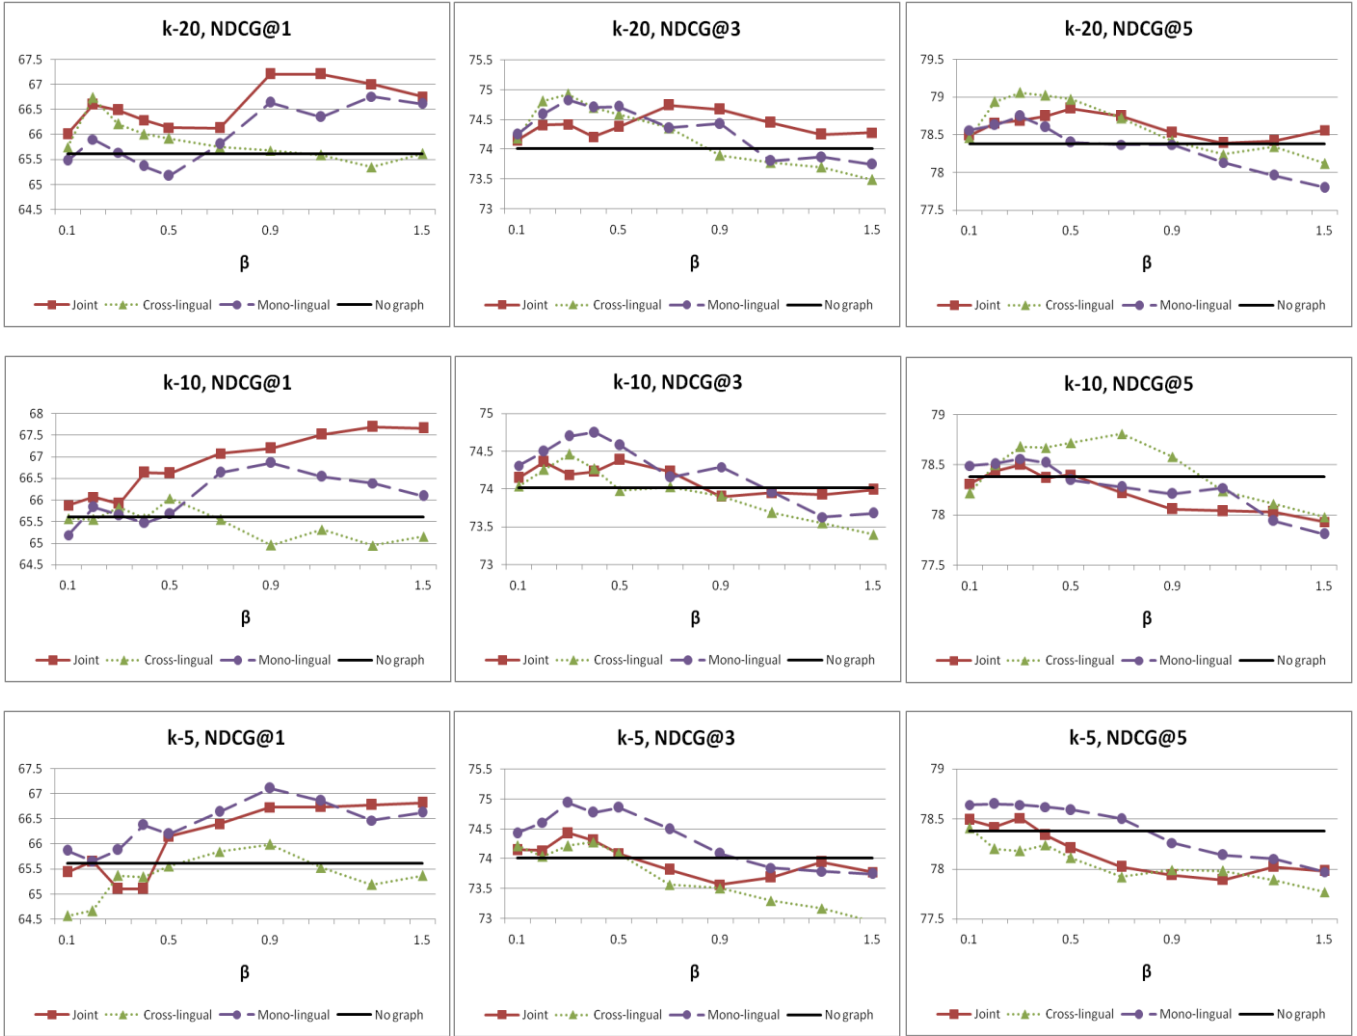 k-20, NDCG@1
67.5
67
66.5
66
65.5
65
64.5
0.1 0.5 0.9 1.5
β
Joint Cross-lingual Mono-lingual No graph
k-20, NDCG@3
75.5
75
74.5
74
73.5
73
0.1 0.5 0.9 1.5
β
Joint Cross-lingual Mono-lingual No graph
k-20, NDCG@5
79.5
79
78.5
78
77.5
0.1 0.5 0.9 1.5
β
Joint Cross-lingual Mono-lingual No graph
k-10, NDCG@1
68
67.5
67
66.5
66
65.5
65
64.5
0.1 0.5 0.9 1.5
β
Joint Cross-lingual Mono-lingual No graph
k-10, NDCG@3
75
74.5
74
73.5
73
0.1 0.5 0.9 1.5
β
Joint Cross-lingual Mono-lingual No graph
k-10, NDCG@5
79
78.5
78
77.5
0.1 0.5 0.9 1.5
β
Joint Cross-lingual Mono-lingual No graph
k-5, NDCG@1
67.5
67
66.5
66
65.5
65
64.5
0.1 0.5 0.9 1.5
β
Joint Cross-lingual Mono-lingual No graph
k-5, NDCG@3
75.5
75
74.5
74
73.5
73
0.1 0.5 0.9 1.5
β
Joint Cross-lingual Mono-lingual No graph
k-5, NDCG@5
79
78.5
78
77.5
0.1 0.5 0.9 1.5
β
Joint Cross-lingual Mono-lingual No graph